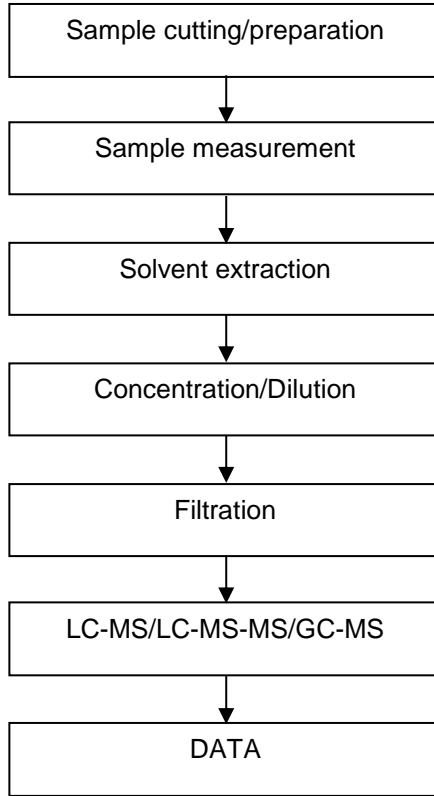 Sample cutting/preparation
Sample measurement
Solvent extraction
Concentration/Dilution
Filtration
LC-MS/LC-MS-MS/GC-MS
DATA